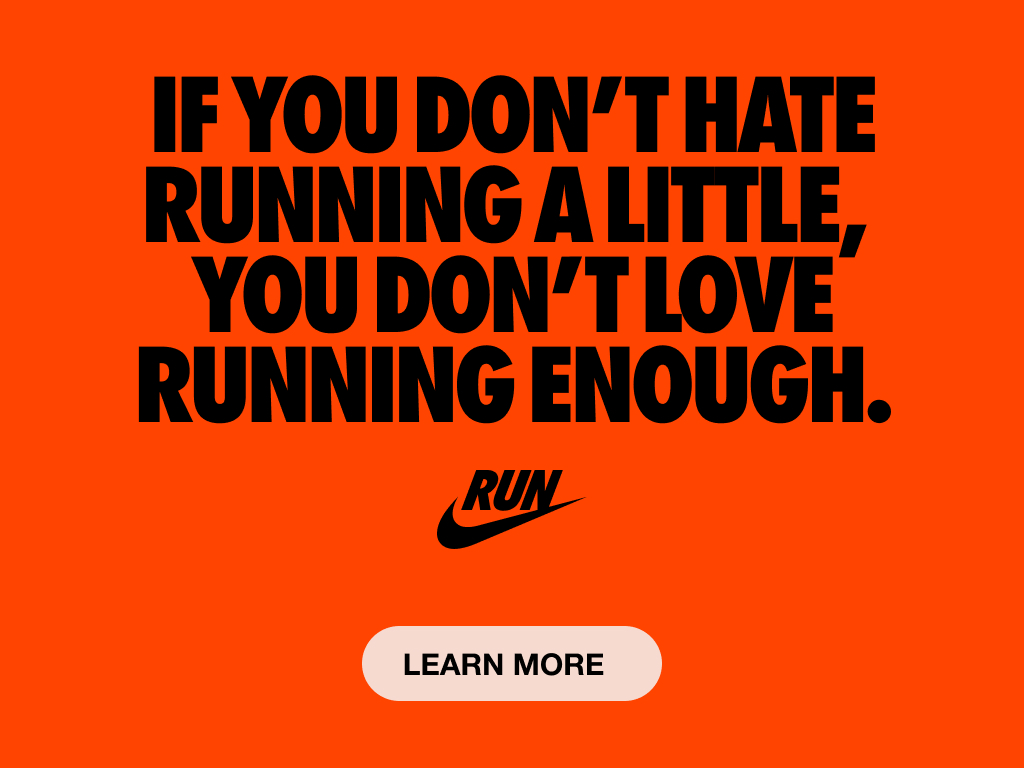 IF YOU DON’T HATE
RUNNING A LITTLE,
YOU DON’T LOVE
RUNNING ENOUGH.
RUN
LEARN MORE